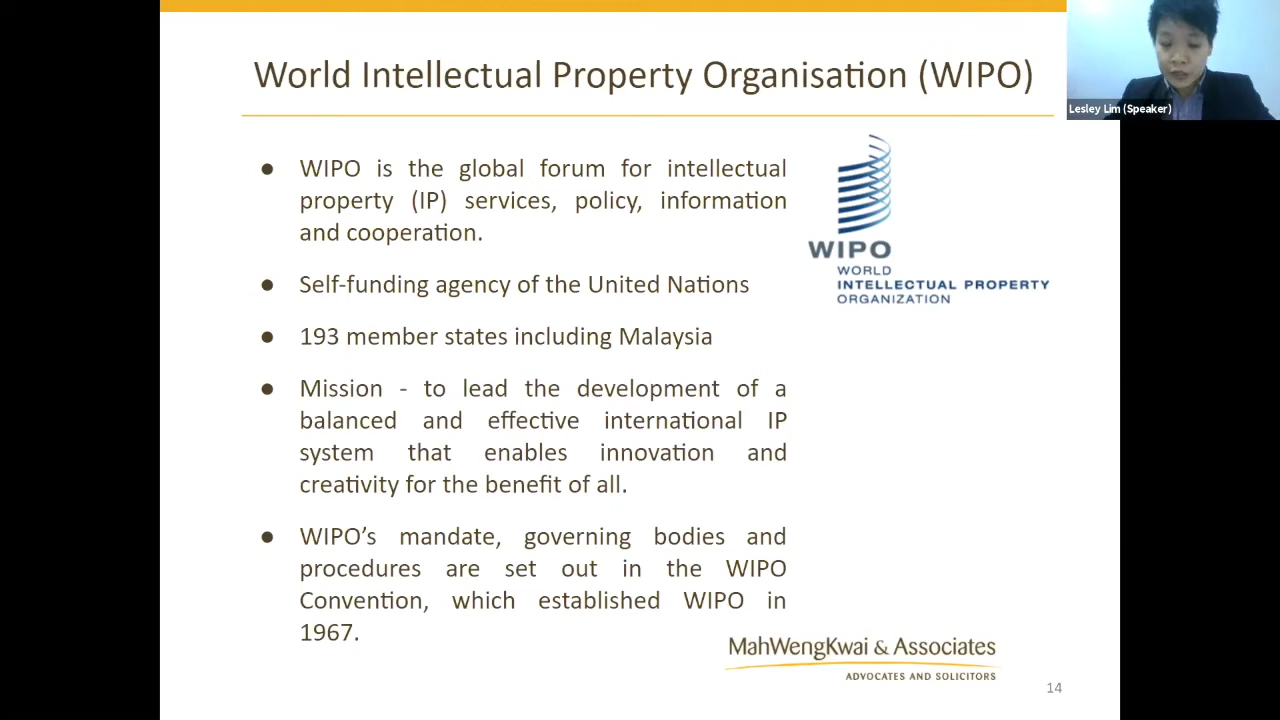 World Intellectual Property Organisation (WIPO)
Lesley Lim (Speaker)
● WIPO is the global forum for intellectual
property (IP) services, policy, information
and cooperation.
● Self-funding agency of the United Nations
● 193 member states including Malaysia
● Mission - to lead the development of a
balanced and effective international IP
system that enables innovation and
creativity for the benefit of all.
● WIPO’s mandate, governing bodies and
procedures are set out in the WIPO
Convention, which established WIPO in
1967.
WIPO
WORLD
INTELLECTUAL PROPERTY
ORGANIZATION
MahWengKwai & Associates
ADVOCATES AND SOLICITORS
14